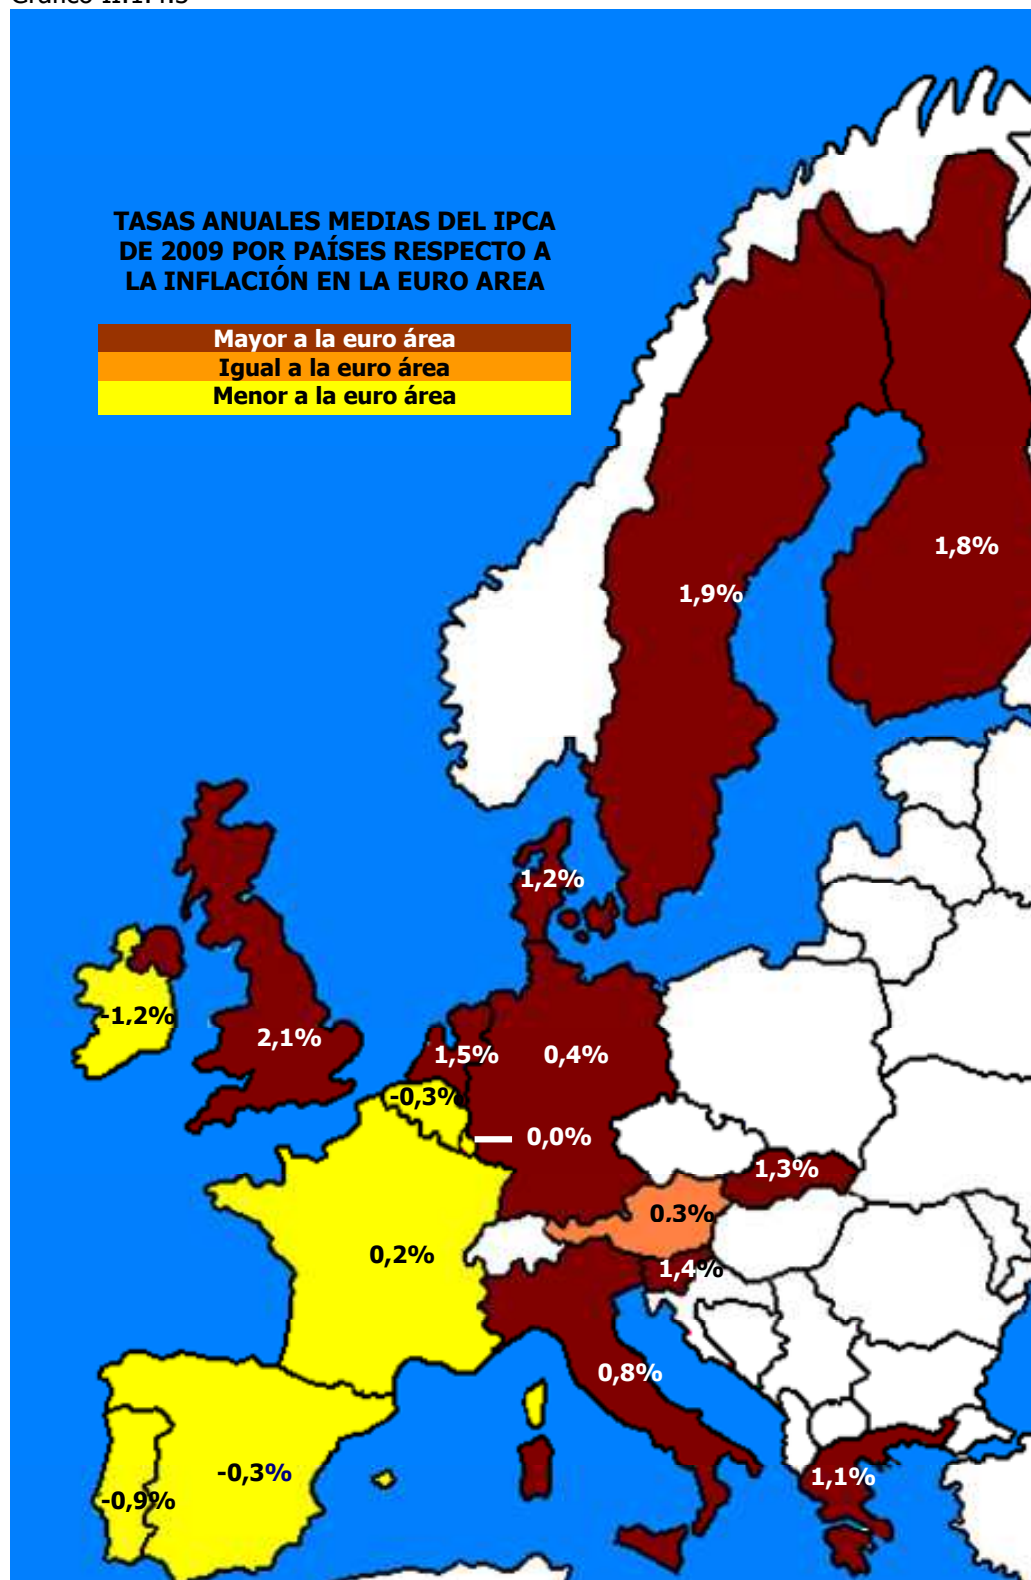 TASAS ANUALES MEDIAS DEL IPCA
DE 2009 POR PAÍSES RESPECTO A
LA INFLACIÓN EN LA EURO AREA
Mayor a la euro área
Igual a la euro área
Menor a la euro área
1,8%
1,9%
1,2%
-1,2%
2,1%
1,5%
0,4%
-0,3%
0,0%
1,3%
0,3%
0,2%
1,4%
0,8%
-0,3%
1,1%
-0,9%